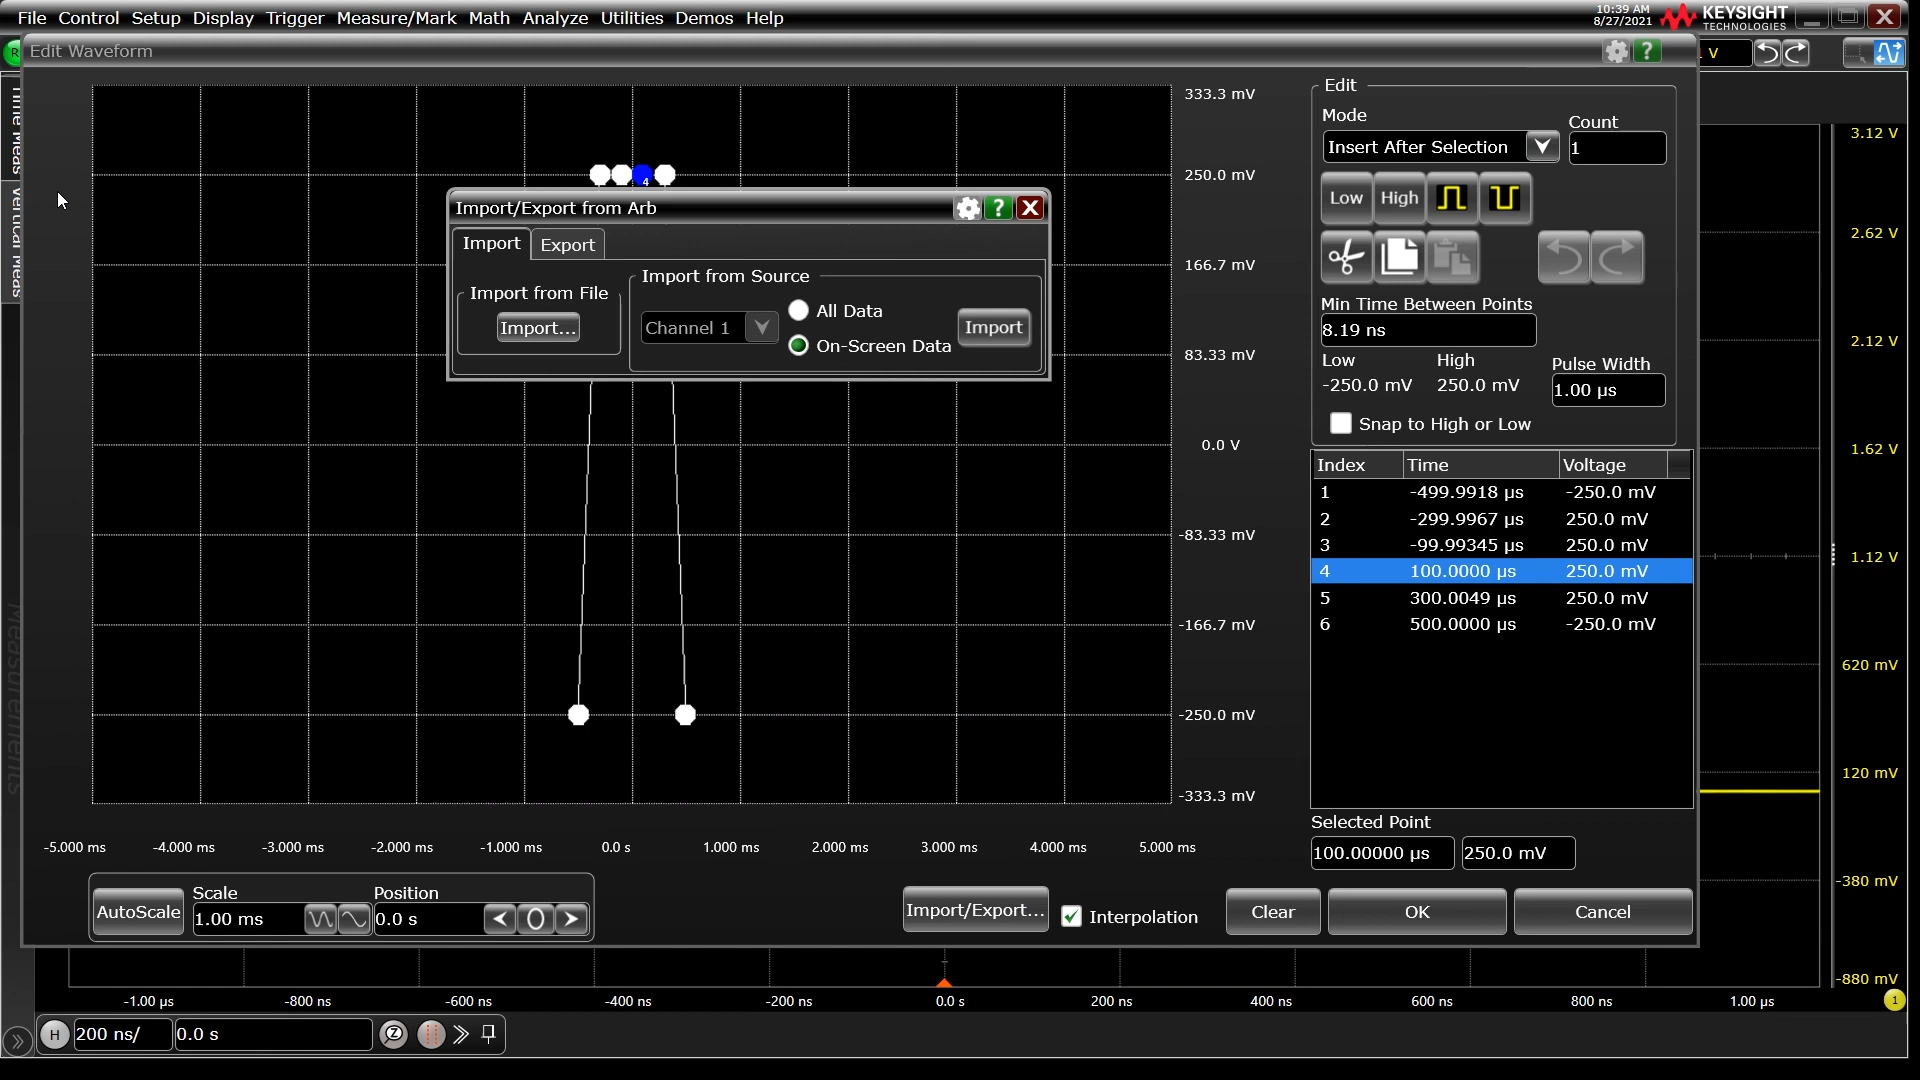 File Control Setup Display Trigger Measure/Mark Math Analyze Utilities Demos Help
10:39 AM
8/27/2021
KEYSIGHT
TECHNOLOGIES
Edit Waveform
?
V
333.3 mV
250.0 mV
166.7 mV
83.33 mV
0.0 V
-83.33 mV
-166.7 mV
-250.0 mV
-333.3 mV
4
-5.000 ms -4.000 ms -3.000 ms -2.000 ms -1.000 ms 0.0 s 1.000 ms 2.000 ms 3.000 ms 4.000 ms 5.000 ms
Import/Export from Arb
?
Import Export
Import from File
Import...
Import from Source
Channel 1
All Data
On-Screen Data
Import
Edit
Mode
Insert After Selection
Count
1
Low High
Min Time Between Points
8.19 ns
Low High Pulse Width
-250.0 mV 250.0 mV 1.00 µs
Snap to High or Low
Index Time Voltage
1 -499.9918 µs -250.0 mV
2 -299.9967 µs 250.0 mV
3 -99.99345 µs 250.0 mV
4 100.0000 µs 250.0 mV
5 300.0049 µs 250.0 mV
6 500.0000 µs -250.0 mV
Selected Point
100.00000 µs 250.0 mV
AutoScale
Scale
1.00 ms
Position
0.0 s
Import/Export...
Interpolation
Clear
OK
Cancel
3.12 V
2.62 V
2.12 V
1.62 V
1.12 V
620 mV
120 mV
-380 mV
-880 mV
1
-1.00 µs -800 ns -600 ns -400 ns -200 ns 0.0 s 200 ns 400 ns 600 ns 800 ns 1.00 µs
H 200 ns/ 0.0 s
Z
Measurements